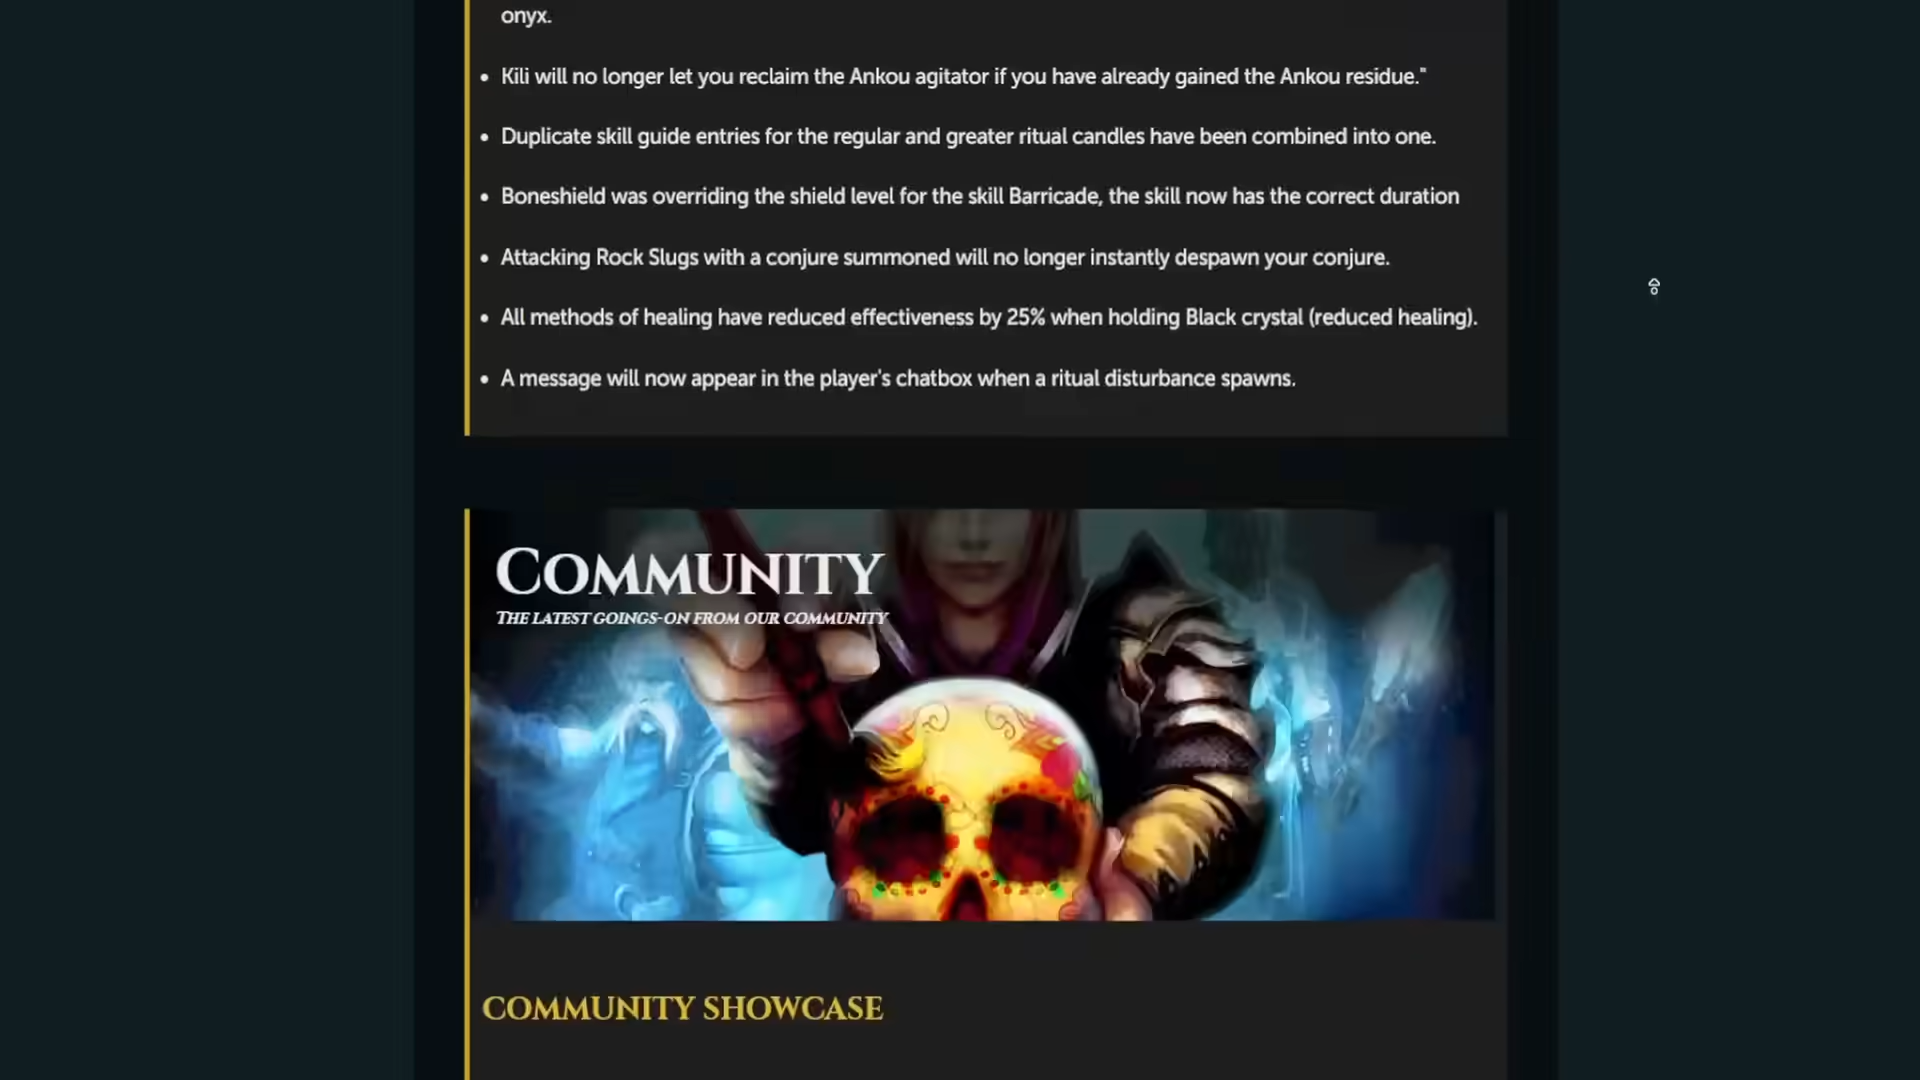 onyx.
• Kili will no longer let you reclaim the Ankou agitator if you have already gained the Ankou residue."
• Duplicate skill guide entries for the regular and greater ritual candles have been combined into one.
• Boneshield was overriding the shield level for the skill Barricade, the skill now has the correct duration
• Attacking Rock Slugs with a conjure summoned will no longer instantly despawn your conjure.
• All methods of healing have reduced effectiveness by 25% when holding Black crystal (reduced healing).
• A message will now appear in the player's chatbox when a ritual disturbance spawns.
COMMUNITY
THE LATEST GOINGS-ON FROM OUR COMMUNITY
COMMUNITY SHOWCASE